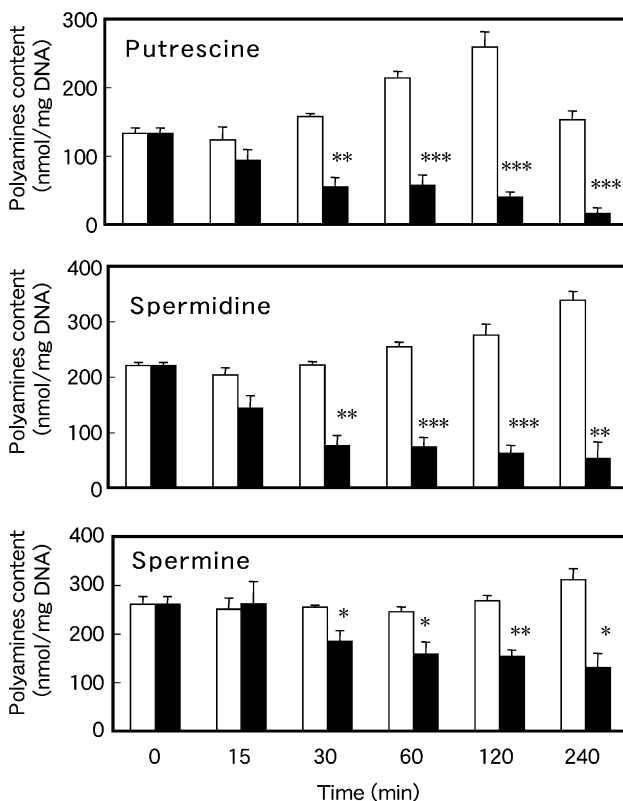 Polyamines content
(nmol/mg DNA)
300
200
100
0
Putrescine
**
***
***
***
Polyamines content
(nmol/mg DNA)
400
300
200
100
0
Spermidine
**
***
***
**
Polyamines content
(nmol/mg DNA)
400
300
200
100
0
Spermine
*
*
**
*
0 15 30 60 120 240
Time (min)